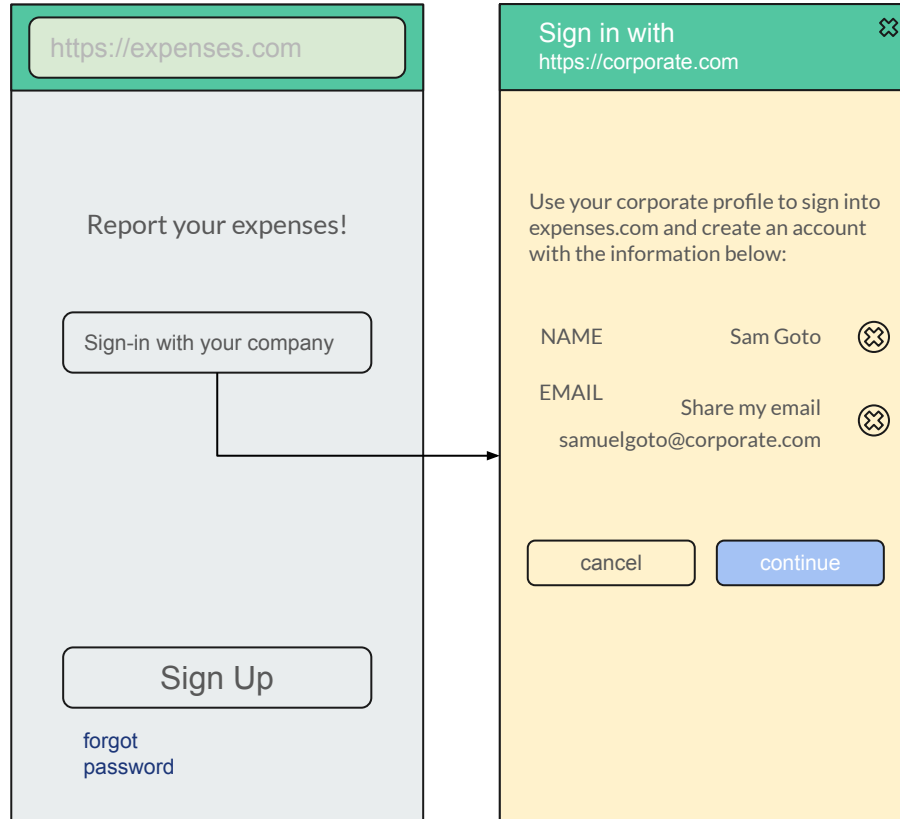 https://expenses.com
Report your expenses!
Sign-in with your company
Sign Up
forgot
password
Sign in with
https://corporate.com
Use your corporate profile to sign into
expenses.com and create an account
with the information below:
NAME Sam Goto
EMAIL
Share my email
samuelgoto@corporate.com
cancel continue